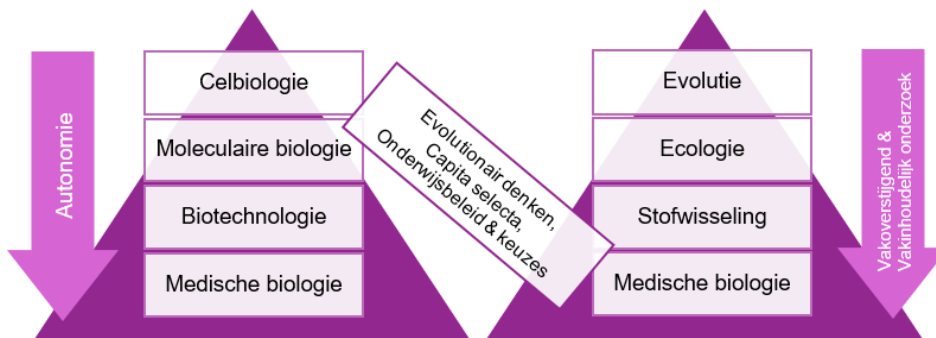 Autonomie
Celbiologie
Moleculaire biologie
Biotechnologie
Medische biologie
Evolutionair denken,
Capita selecta,
Onderwijsbeleid & keuzes
Evolutie
Ecologie
Stofwisseling
Medische biologie
Vakoverstijgend &
Vakinhoudelijk onderzoek